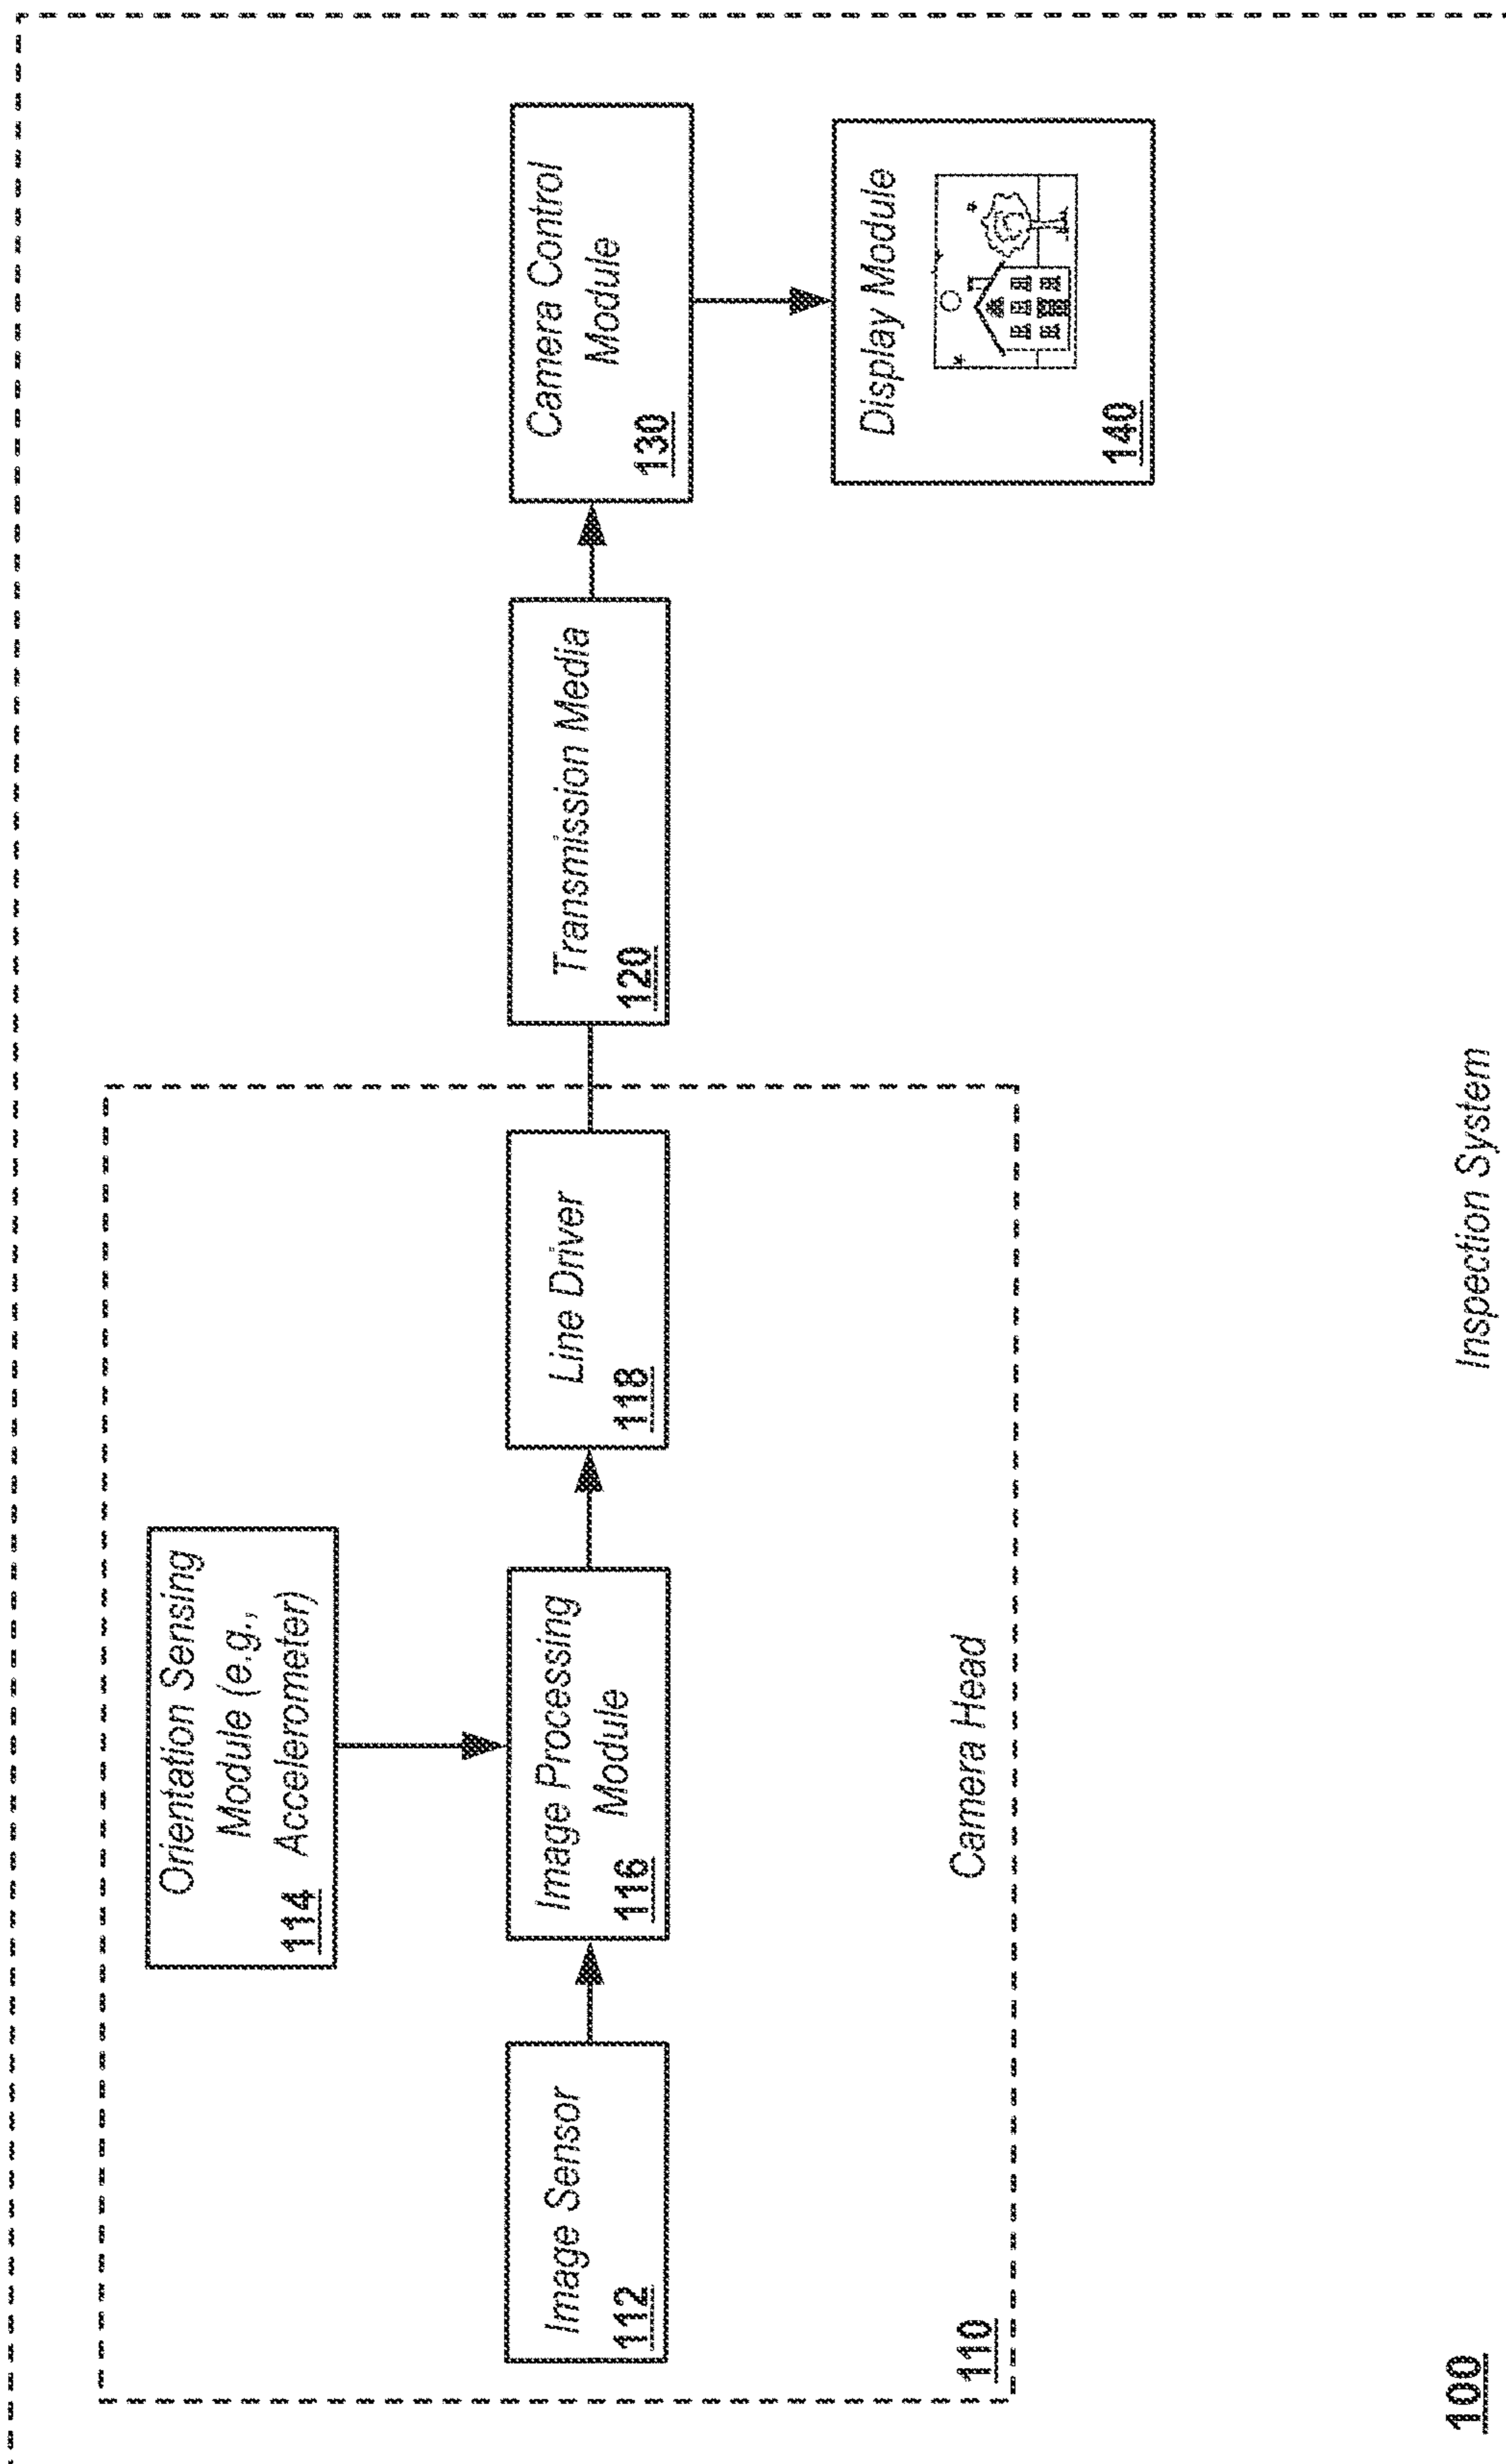 Orientation Sensing
Module (e.g.,
Accelerometer)
114
Image Sensor
112
Image Processing
Module
116
Line Driver
118
Transmission Media
120
Camera Control
Module
130
Display Module
140
Camera Head
110
Inspection System
100